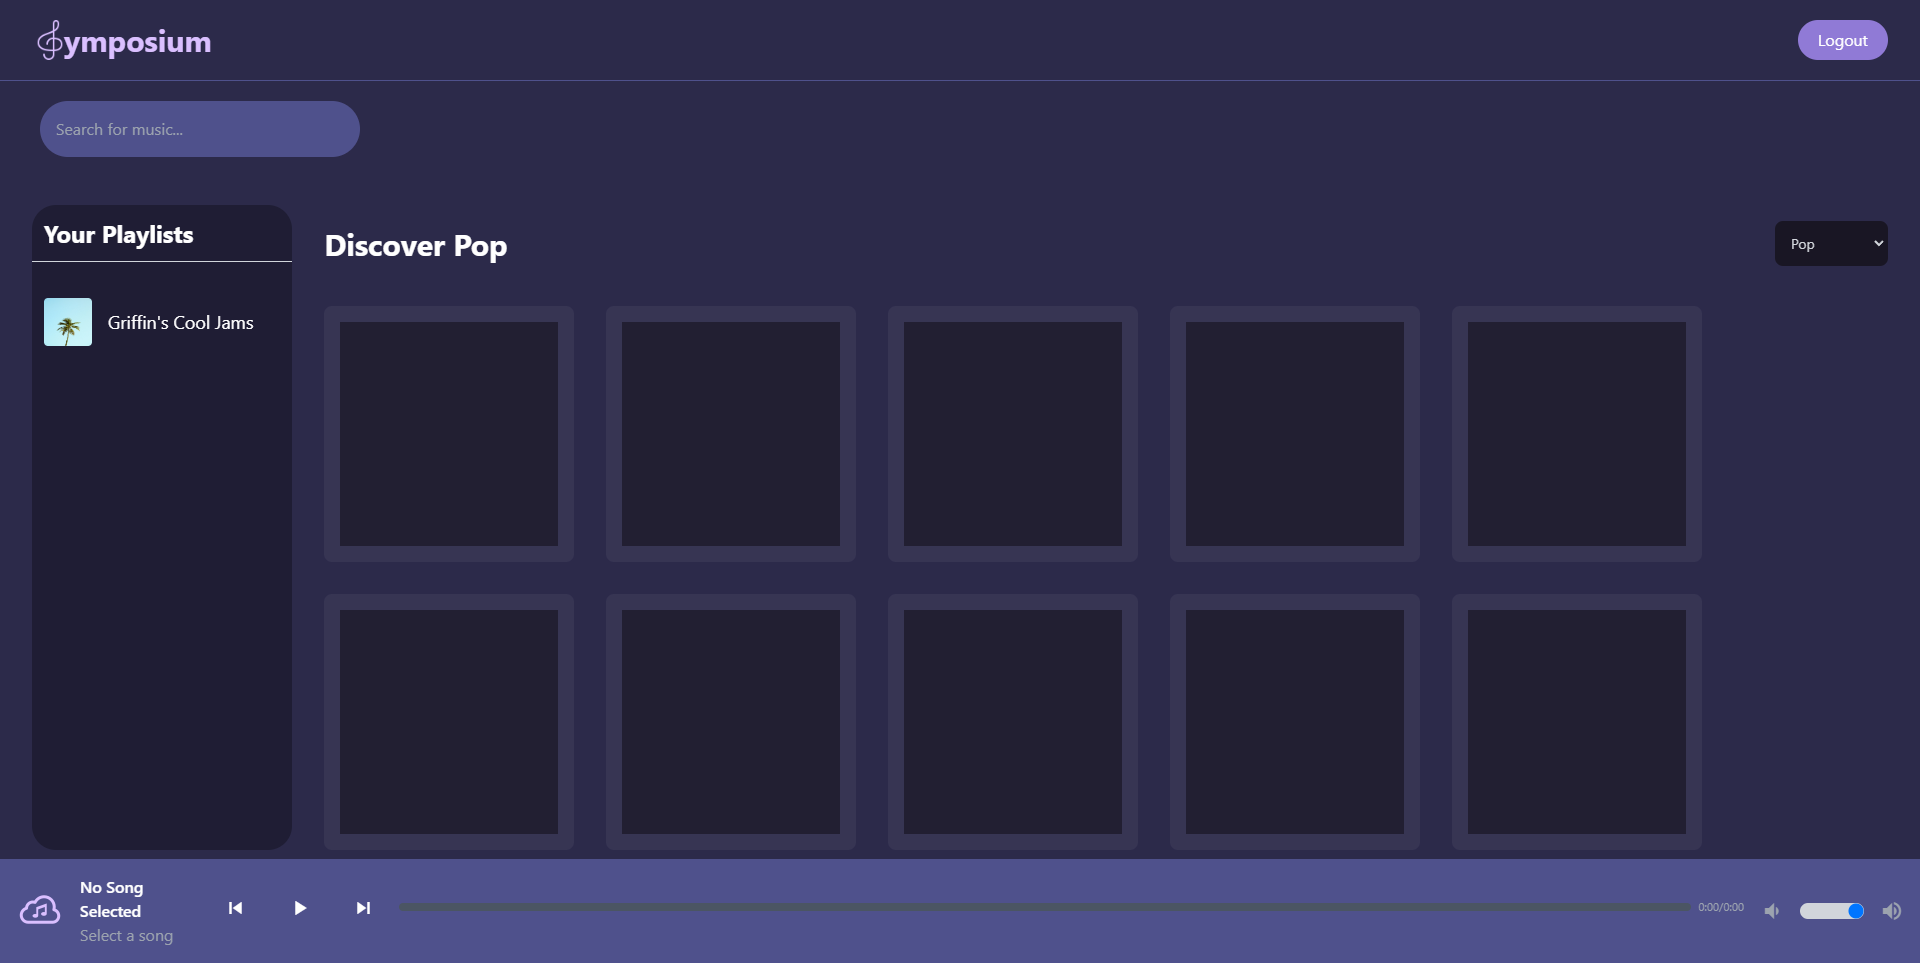 ymposium
Logout
Search for music...
Your Playlists
Griffin's Cool Jams
Discover Pop
Pop
No Song
Selected
Select a song
0:00/0:00